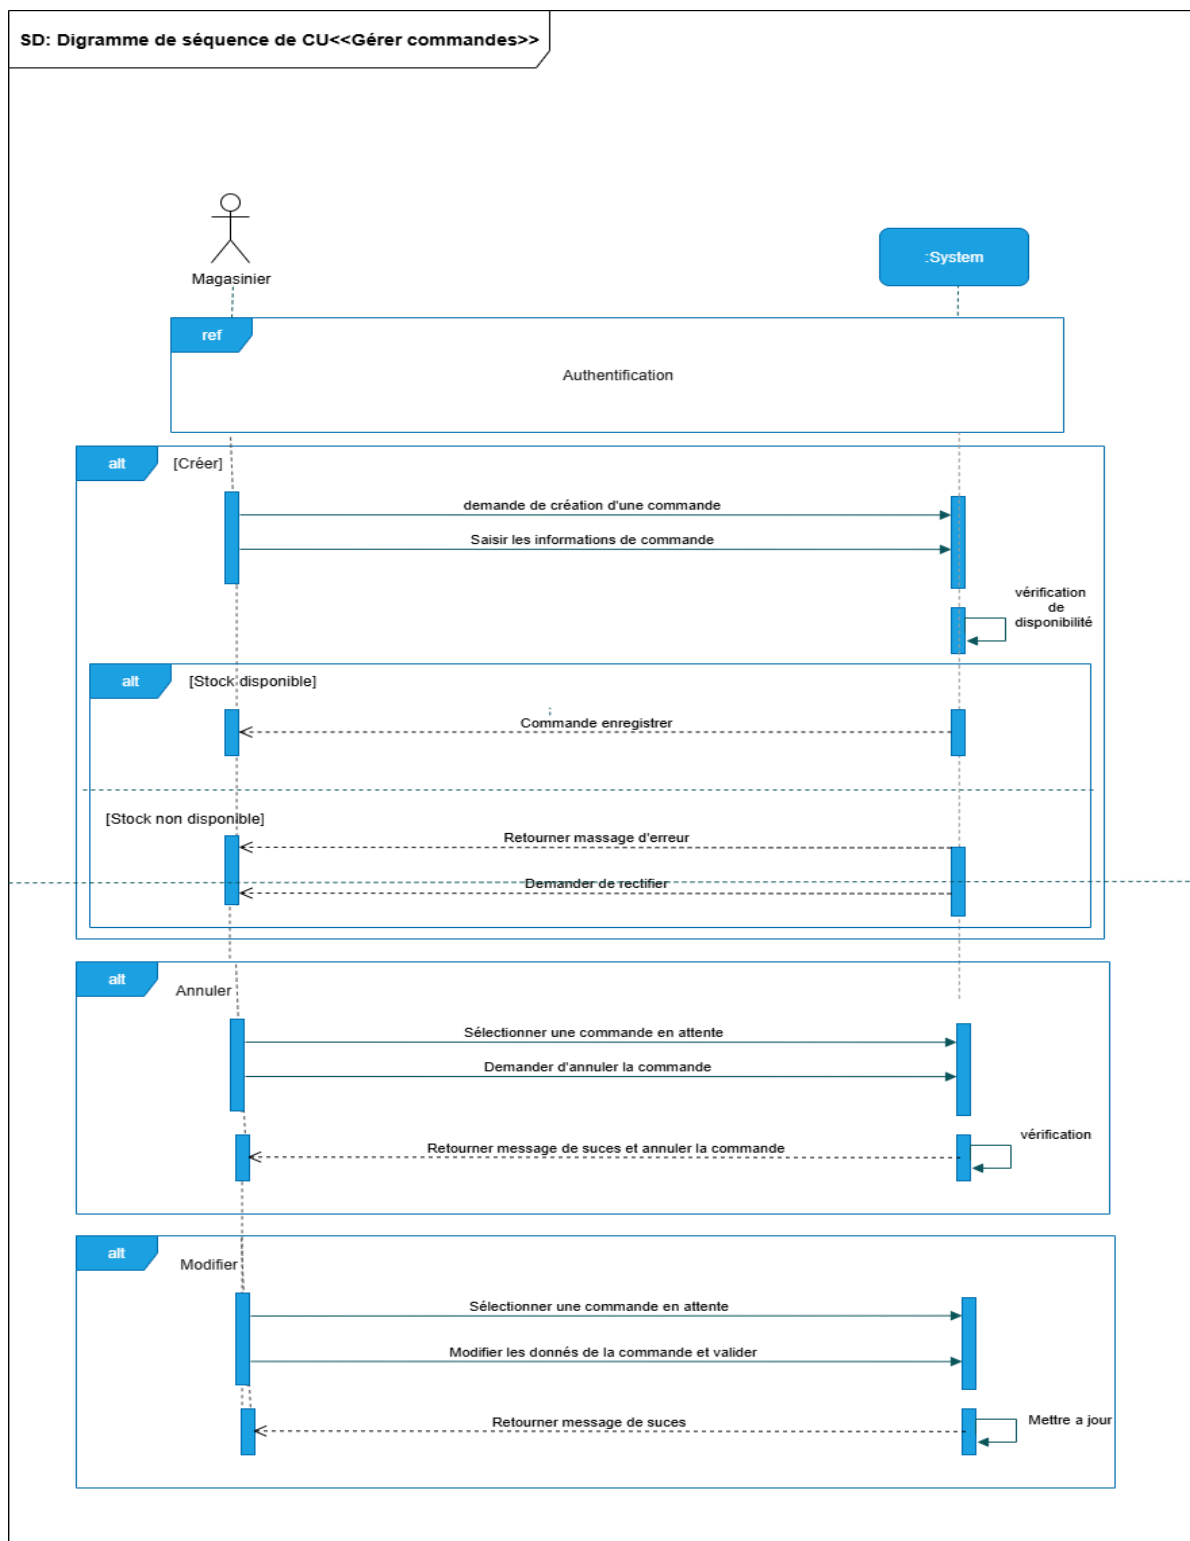 SD: Digramme de séquence de CU<<Gérer commandes>>
Magasinier
:System
ref
Authentification
alt
[Créer]
demande de création d'une commande
Saisir les informations de commande
vérification
de
disponibilité
alt
[Stock disponible]
;
Commande enregistrer
[Stock non disponible]
Retourner massage d'erreur
Demander de rectifier
alt
Annuler
Sélectionner une commande en attente
Demander d'annuler la commande
vérification
Retourner message de suces et annuler la commande
alt
Modifier
Sélectionner une commande en attente
Modifier les donnés de la commande et valider
Retourner message de suces
Mettre a jour